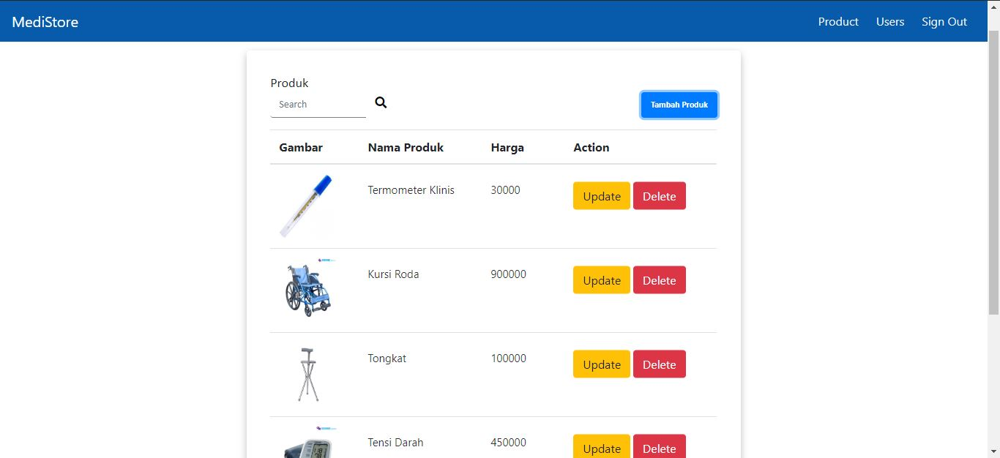 MediStore Product Users Sign Out
Produk
Search
Tambah Produk
Gambar Nama Produk Harga Action
Termometer Klinis 30000 Update Delete
Kursi Roda 900000 Update Delete
Tongkat 100000 Update Delete
Tensi Darah 450000 Update Delete